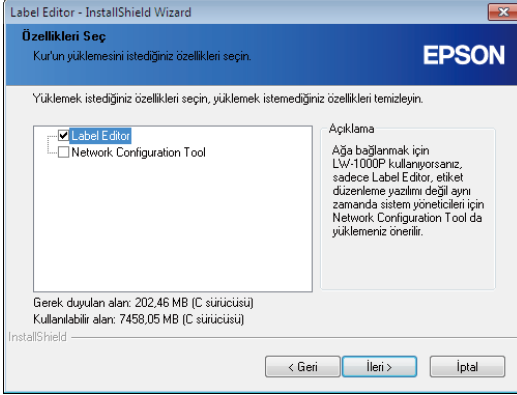 Label Editor - InstallShield Wizard
Özellikleri Seç
Kur'un yüklemesini istediğiniz özellikleri seçin.
EPSON
Yüklemek istediğiniz özellikleri seçin, yüklemek istemediğiniz özellikleri temizleyin.
Label Editor
Network Configuration Tool
Açıklama
Ağa bağlanmak için
LW-1000P kullanıyorsanız,
sadece Label Editor, etiket
düzenleme yazılımı değil aynı
zamanda sistem yöneticileri için
Network Configuration Tool da
yüklemeniz önerilir.
Gerek duyulan alan: 202,46 MB (C sürücüsü)
Kullanılabilir alan: 7458,05 MB (C sürücüsü)
InstallShield
< Geri
İleri >
İptal